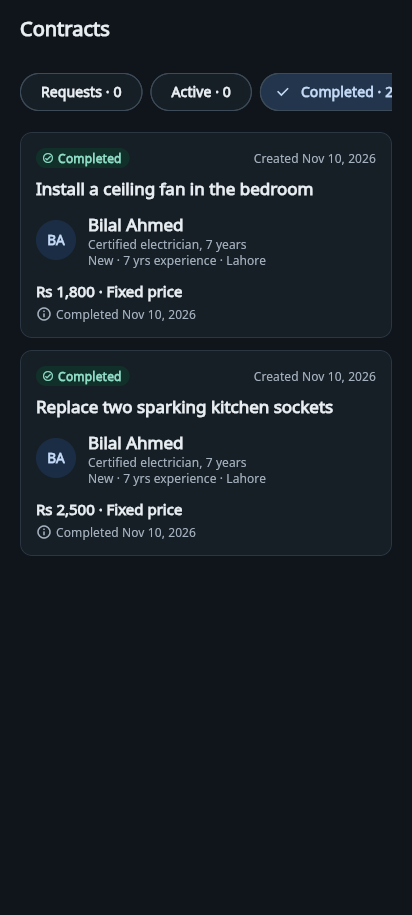 Contracts
Requests · 0
Active · 0
Completed · 2
Completed
Created Nov 10, 2026
Install a ceiling fan in the bedroom
BA
Bilal Ahmed
Certified electrician, 7 years
New · 7 yrs experience · Lahore
Rs 1,800 · Fixed price
Completed Nov 10, 2026
Completed
Created Nov 10, 2026
Replace two sparking kitchen sockets
BA
Bilal Ahmed
Certified electrician, 7 years
New · 7 yrs experience · Lahore
Rs 2,500 · Fixed price
Completed Nov 10, 2026